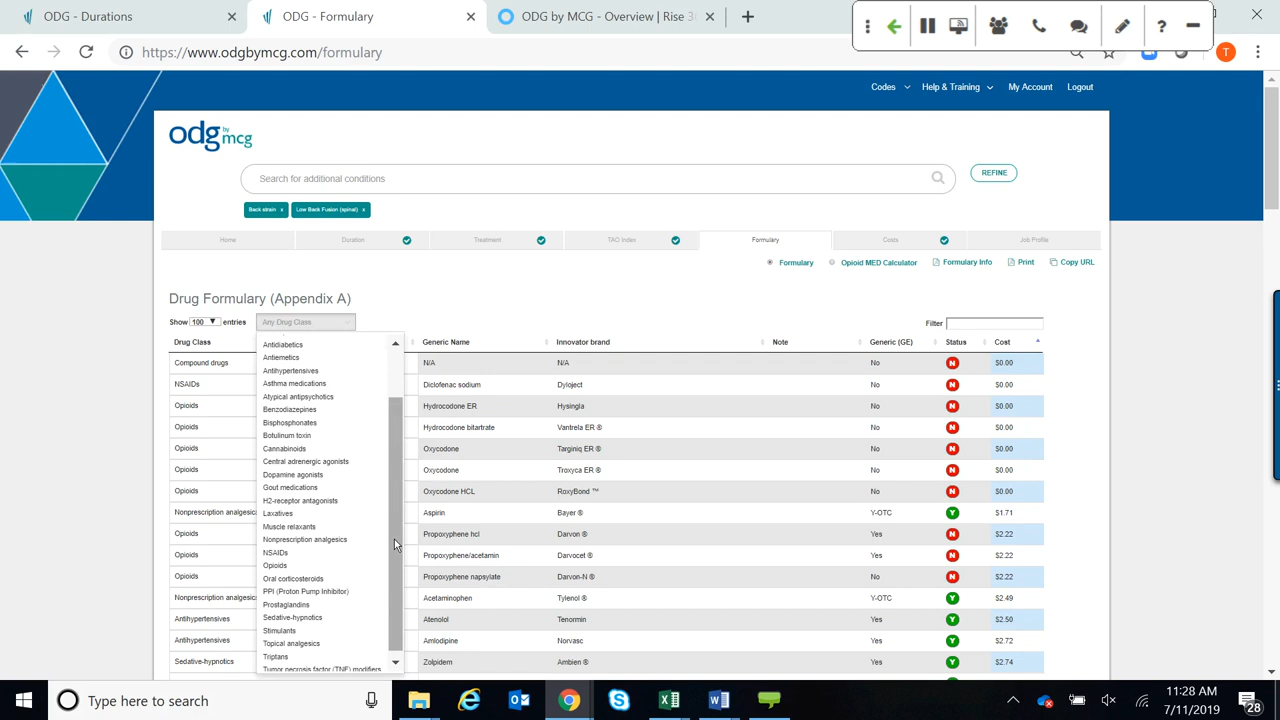 ODG - Durations
ODG - Formulary
ODG by MCG - Overview | Rise 36
https://www.odgbymcg.com/formulary
T
Codes
Help & Training
My Account
Logout
odg by mcg
Search for additional conditions
REFINE
Back strain x
Low Back Fusion (spinal) x
Home
Duration
Treatment
TAO Index
Formulary
Costs
Job Profile
Formulary
Opioid MED Calculator
Formulary Info
Print
Copy URL
Drug Formulary (Appendix A)
Show 100 entries
Any Drug Class
Filter
Drug Class Generic Name Innovator brand Note Generic (GE) Status Cost
Compound drugs N/A N/A No N $0.00
NSAIDs Diclofenac sodium Dyloject No N $0.00
Opioids Hydrocodone ER Hysingla No N $0.00
Opioids Hydrocodone bitartrate Vantrela ER ® No N $0.00
Opioids Oxycodone Targiniq ER ® No N $0.00
Opioids Oxycodone Troxyca ER ® No N $0.00
Opioids Oxycodone HCL RoxyBond ™ No N $0.00
Nonprescription analgesics Aspirin Bayer ® Y-OTC Y $1.71
Opioids Propoxyphene hcl Darvon ® Yes N $2.22
Opioids Propoxyphene/acetamin Darvocet ® Yes N $2.22
Opioids Propoxyphene napsylate Darvon-N ® No N $2.22
Nonprescription analgesics Acetaminophen Tylenol ® Y-OTC Y $2.49
Antihypertensives Atenolol Tenormin Yes Y $2.50
Antihypertensives Amlodipine Norvasc Yes Y $2.72
Sedative-hypnotics Zolpidem Ambien ® Yes Y $2.74
Antidiabetics
Antiemetics
Antihypertensives
Asthma medications
Atypical antipsychotics
Benzodiazepines
Bisphosphonates
Botulinum toxin
Cannabinoids
Central adrenergic agonists
Dopamine agonists
Gout medications
H2-receptor antagonists
Laxatives
Muscle relaxants
Nonprescription analgesics
NSAIDs
Opioids
Oral corticosteroids
PPI (Proton Pump Inhibitor)
Prostaglandins
Sedative-hypnotics
Stimulants
Topical analgesics
Triptans
Tumor necrosis factor (TNF) modifiers
Type here to search
11:28 AM
7/11/2019
28